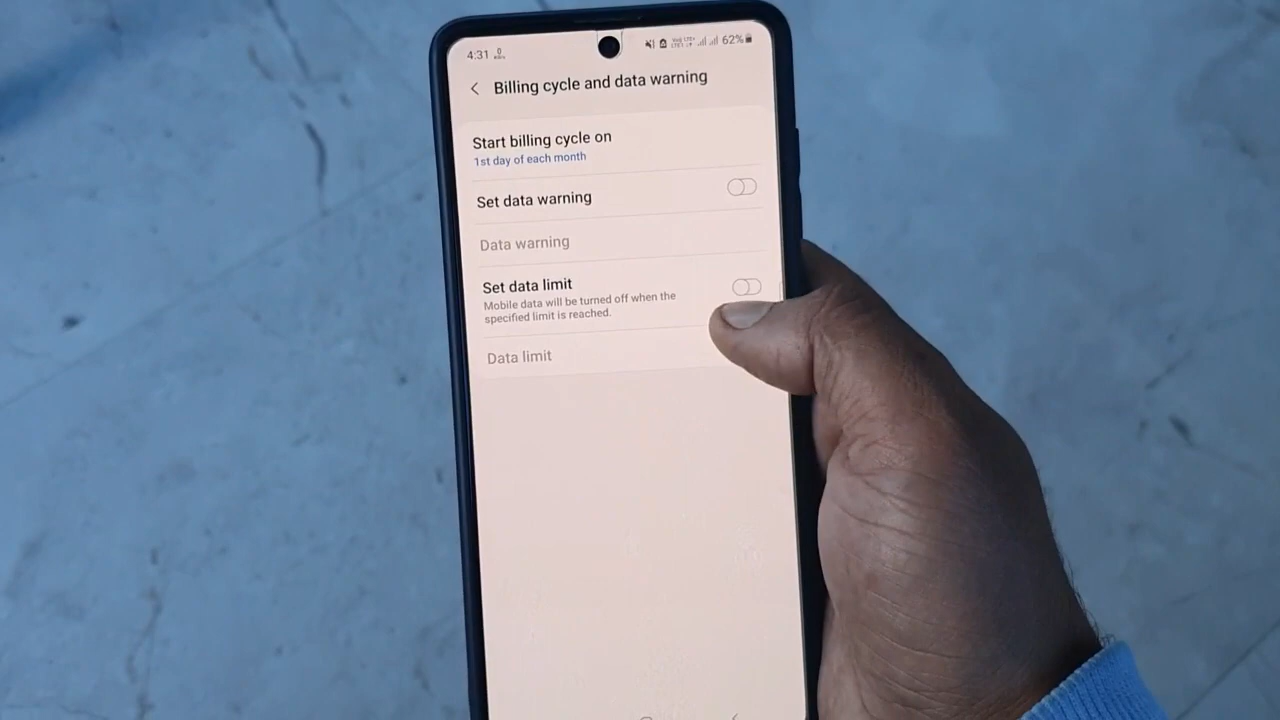 4:31
62%
Billing cycle and data warning
Start billing cycle on
1st day of each month
Set data warning
Data warning
Set data limit
Mobile data will be turned off when the
specified limit is reached.
Data limit